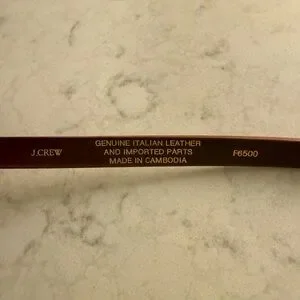 J.CREW
GENUINE ITALIAN LEATHER
AND IMPORTED PARTS
MADE IN CAMBODIA
F6500